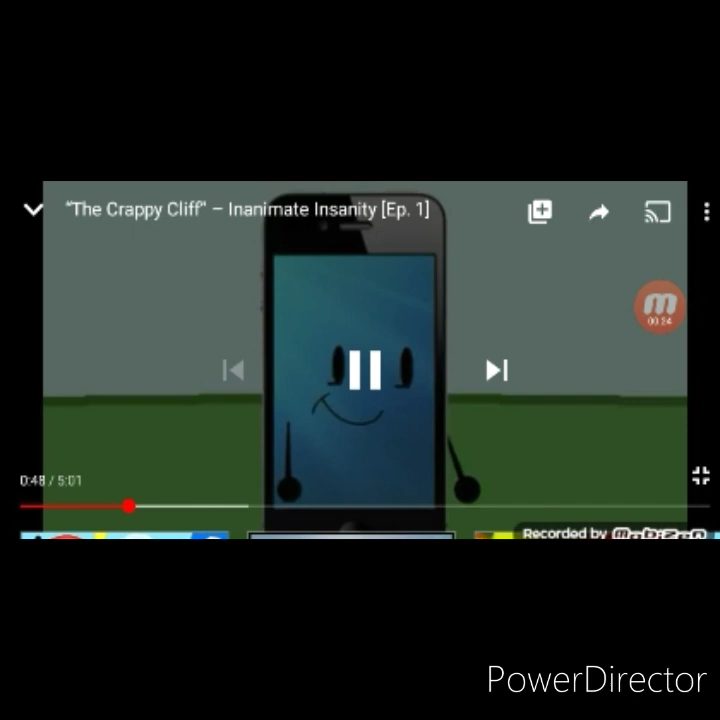 "The Crappy Cliff" – Inanimate Insanity [Ep. 1]
m
00:24
0:48 / 5:01
Recorded by
PowerDirector